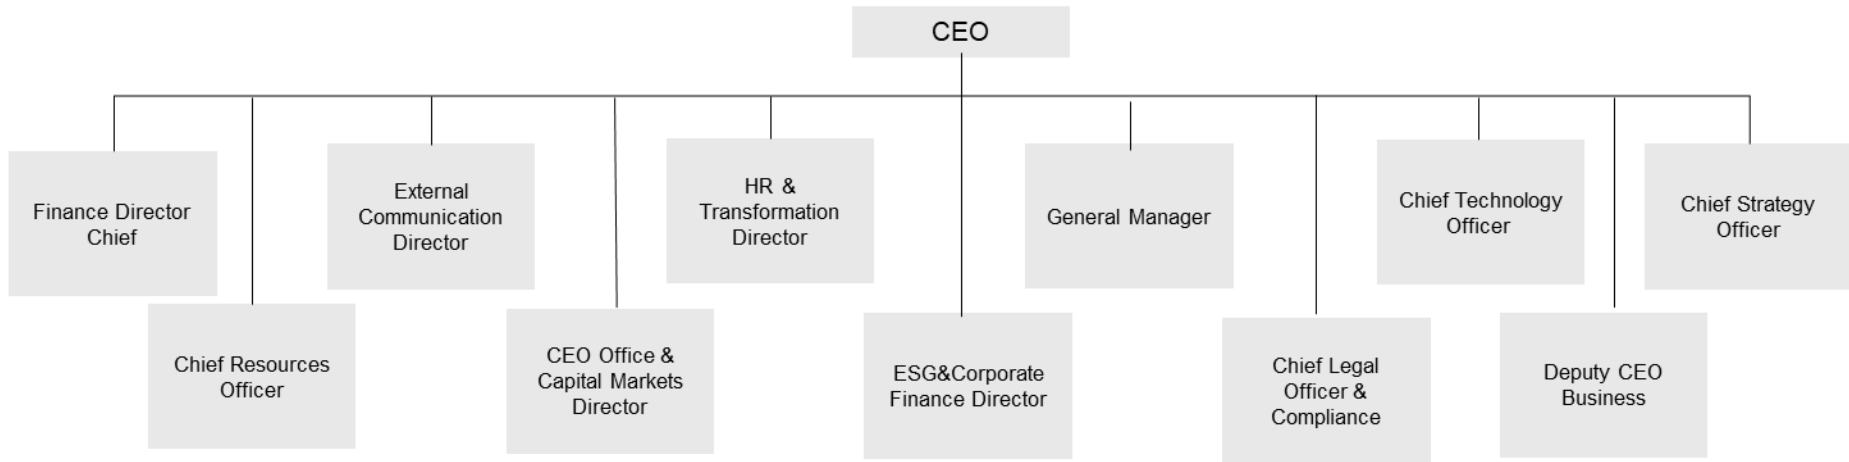 CEO
Finance Director
Chief
Chief Resources
Officer
External
Communication
Director
CEO Office &
Capital Markets
Director
HR &
Transformation
Director
ESG&Corporate
Finance Director
General Manager
Chief Legal
Officer &
Compliance
Chief Technology
Officer
Deputy CEO
Business
Chief Strategy
Officer